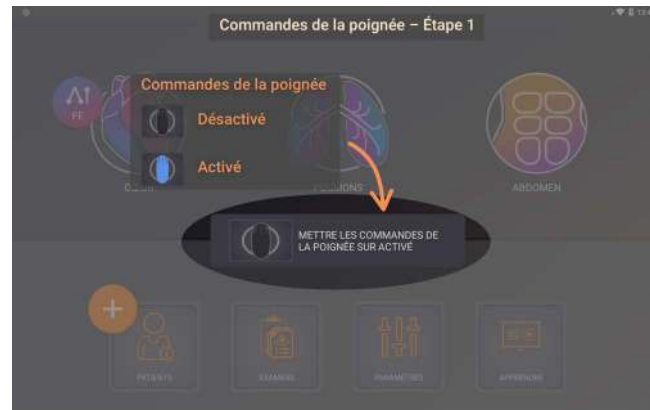 Commandes de la poignée – Étape 1
Commandes de la poignée
Désactivé
Activé
FE
ABDOMEN
METTRE LES COMMANDES DE
LA POIGNÉE SUR ACTIVÉ
PATIENTS
EXAMENS
PARAMÈTRES
APPRENDRE